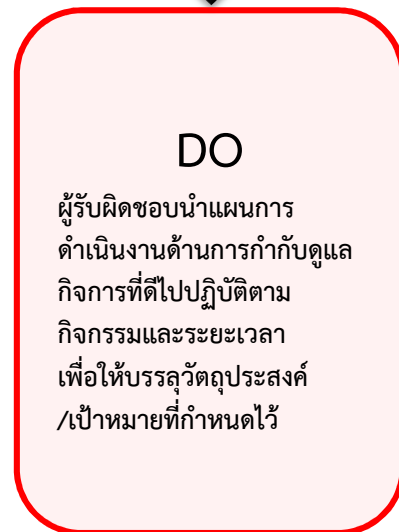 DO
ผู้รับผิดชอบนำแผนการ
ดำเนินงานด้านการกำกับดูแล
กิจการที่ดีไปปฏิบัติตาม
กิจกรรมและระยะเวลา
เพื่อให้บรรลุวัตถุประสงค์
/เป้าหมายที่กำหนดไว้